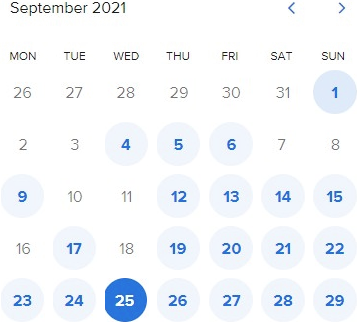 September 2021
MON TUE WED THU FRI SAT SUN
26 27 28 29 30 31 1
2 3 4 5 6 7 8
9 10 11 12 13 14 15
16 17 18 19 20 21 22
23 24 25 26 27 28 29